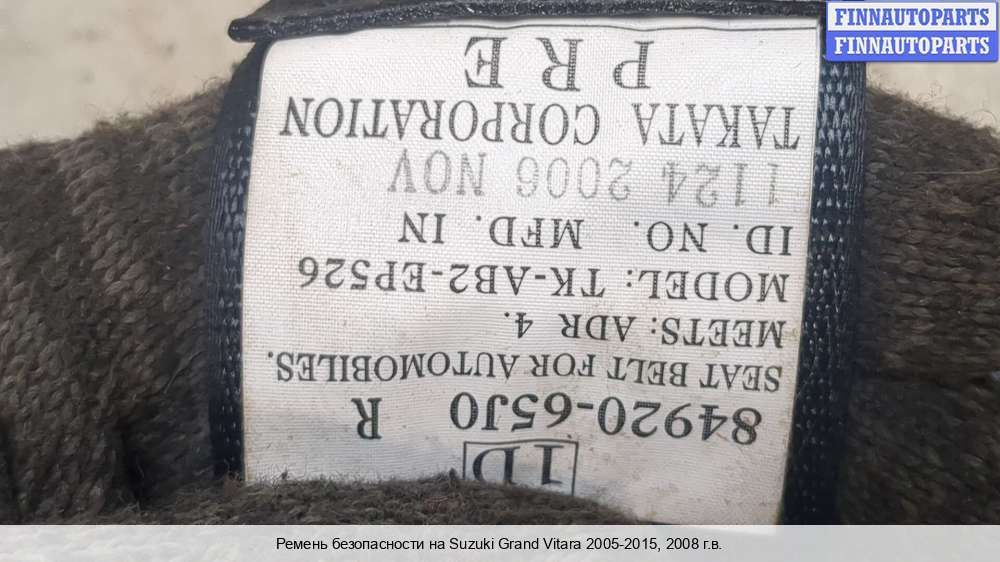 FINNAUTOPARTS
FINNAUTOPARTS
1D
84920-65J0 R
SEAT BELT FOR AUTOMOBILES.
MEETS: ADR 4.
MODEL: TK-AB2-EP526
ID. NO. MFD. IN
1124 2006 NOV
TAKATA CORPORATION
P R E
Ремень безопасности на Suzuki Grand Vitara 2005-2015, 2008 г.в.